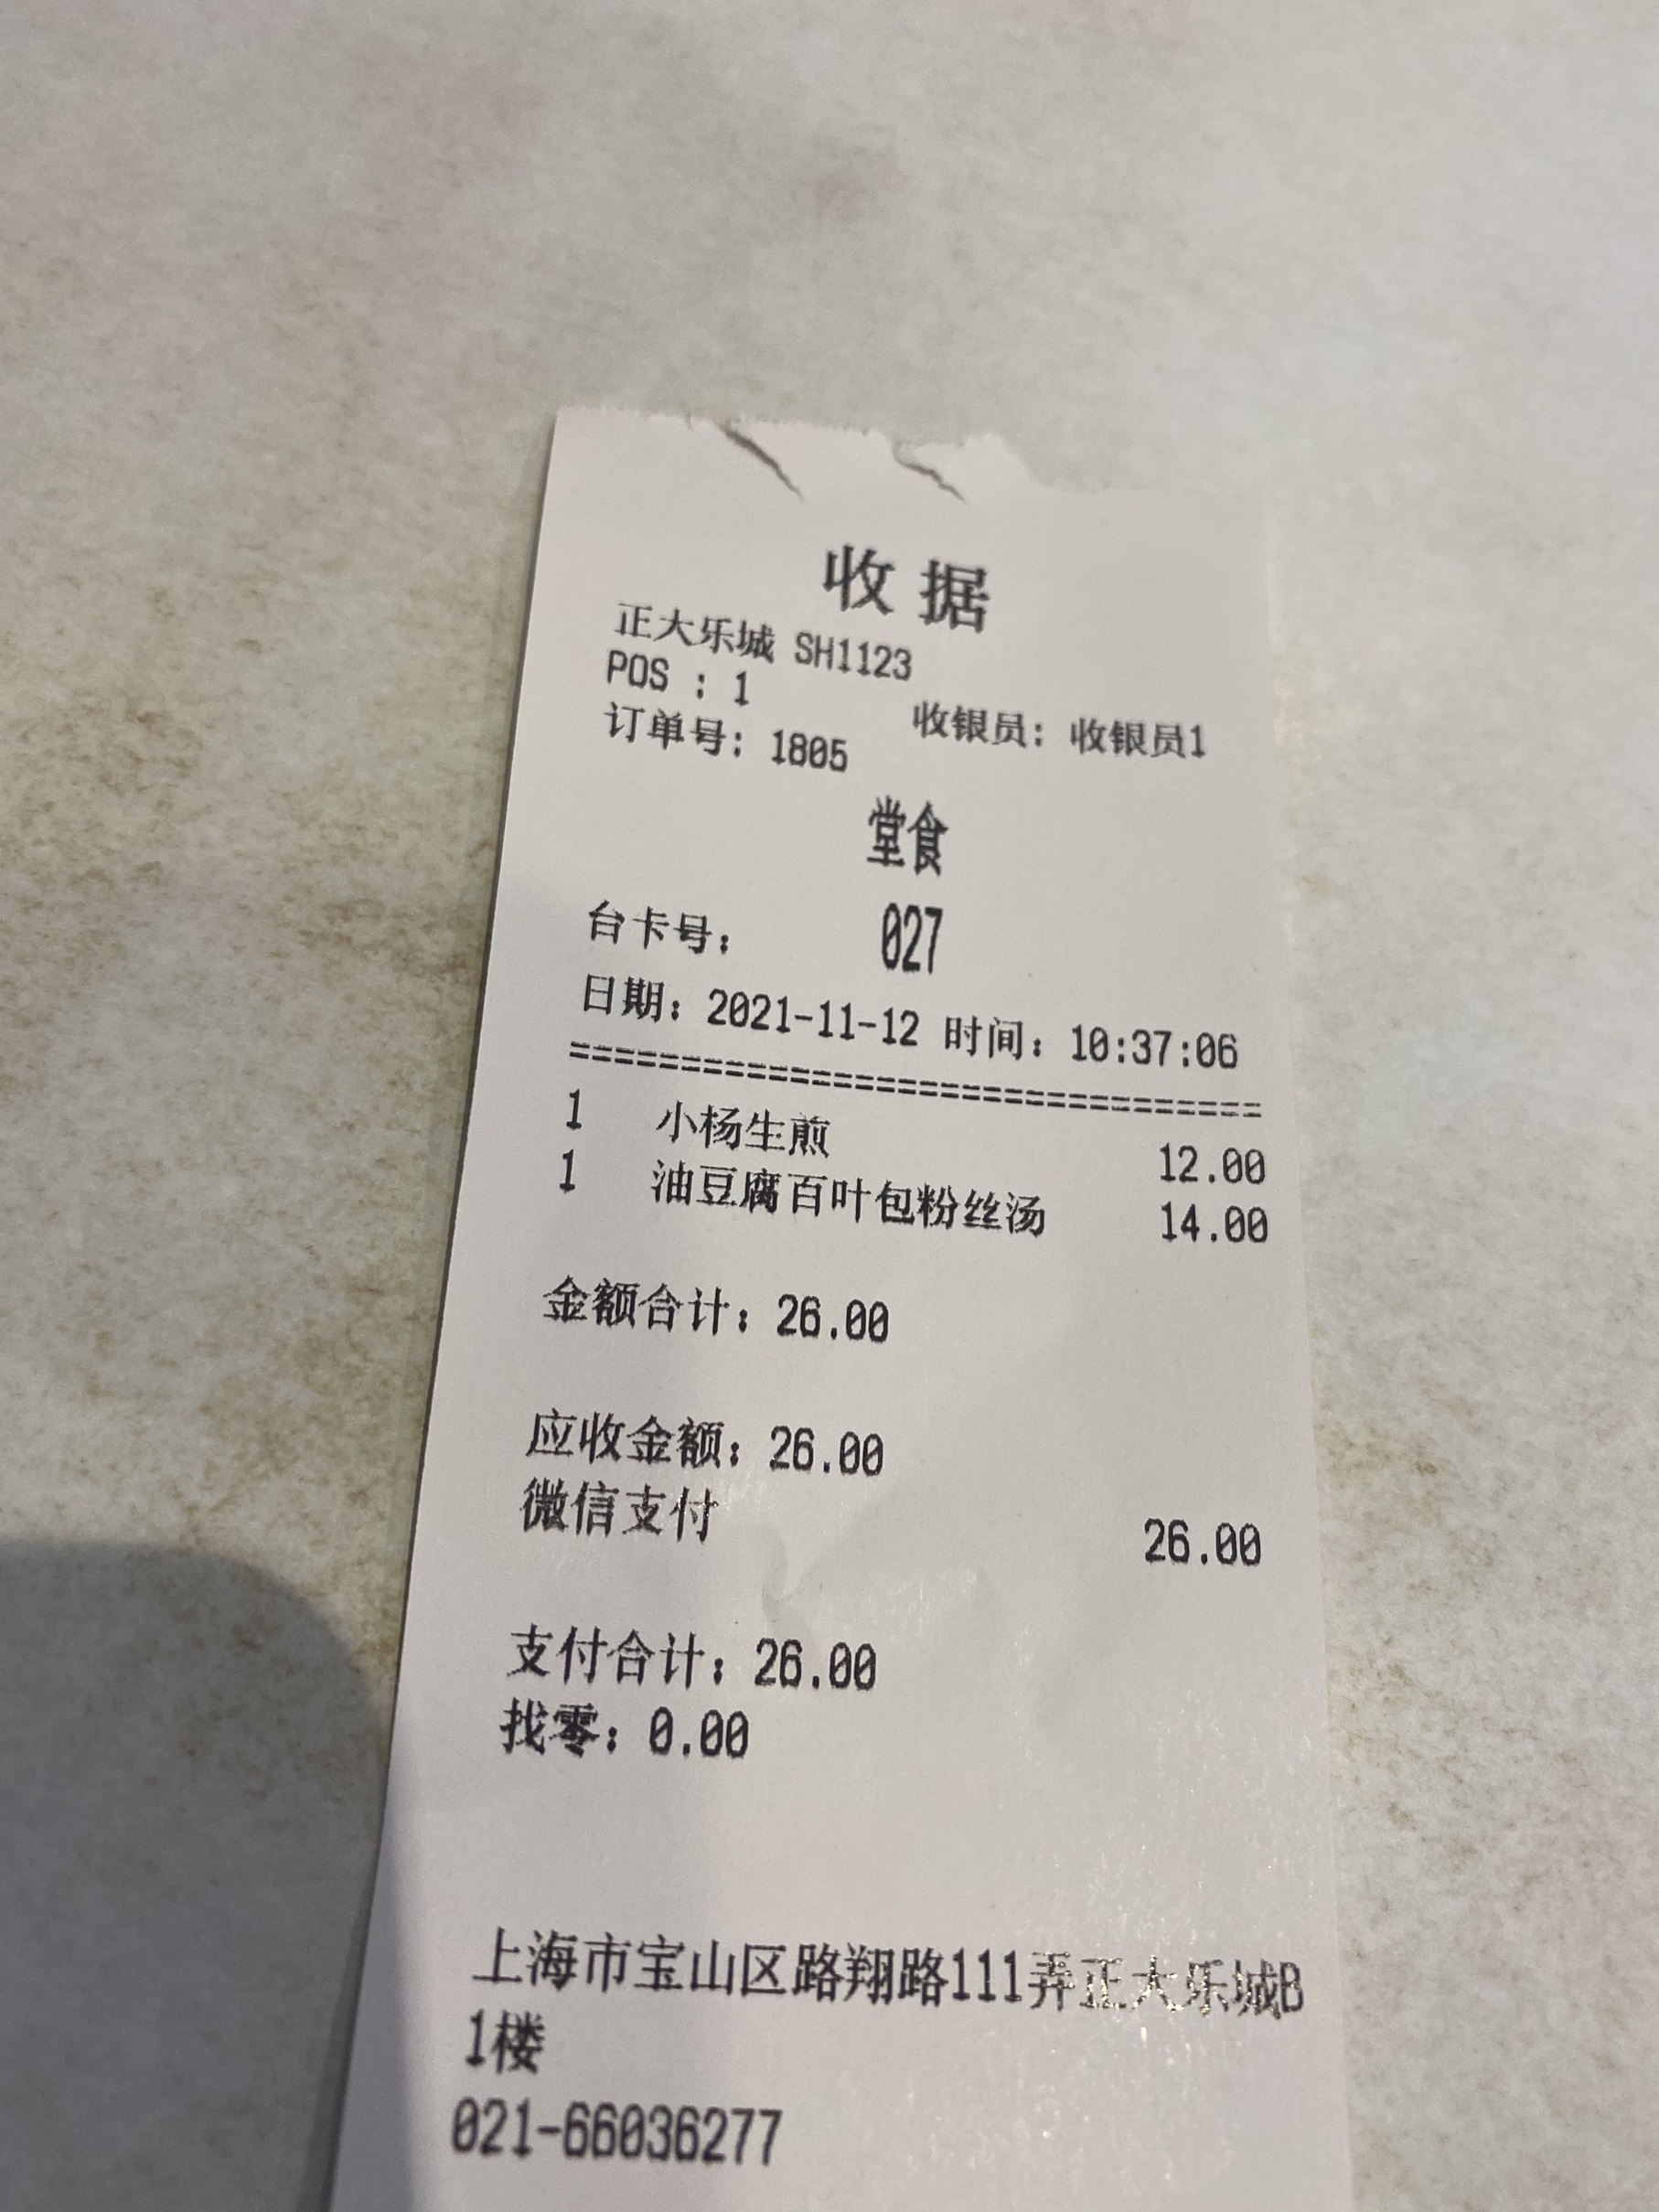 收据
正大乐城 SH1123
POS : 1 收银员: 收银员1
订单号: 1805
堂食
台卡号: 027
日期: 2021-11-12 时间: 10:37:06
==============================
1 小杨生煎 12.00
1 油豆腐百叶包粉丝汤 14.00
金额合计: 26.00
应收金额: 26.00
微信支付 26.00
支付合计: 26.00
找零: 0.00
上海市宝山区路翔路111弄正大乐城B
1楼
021-66036277